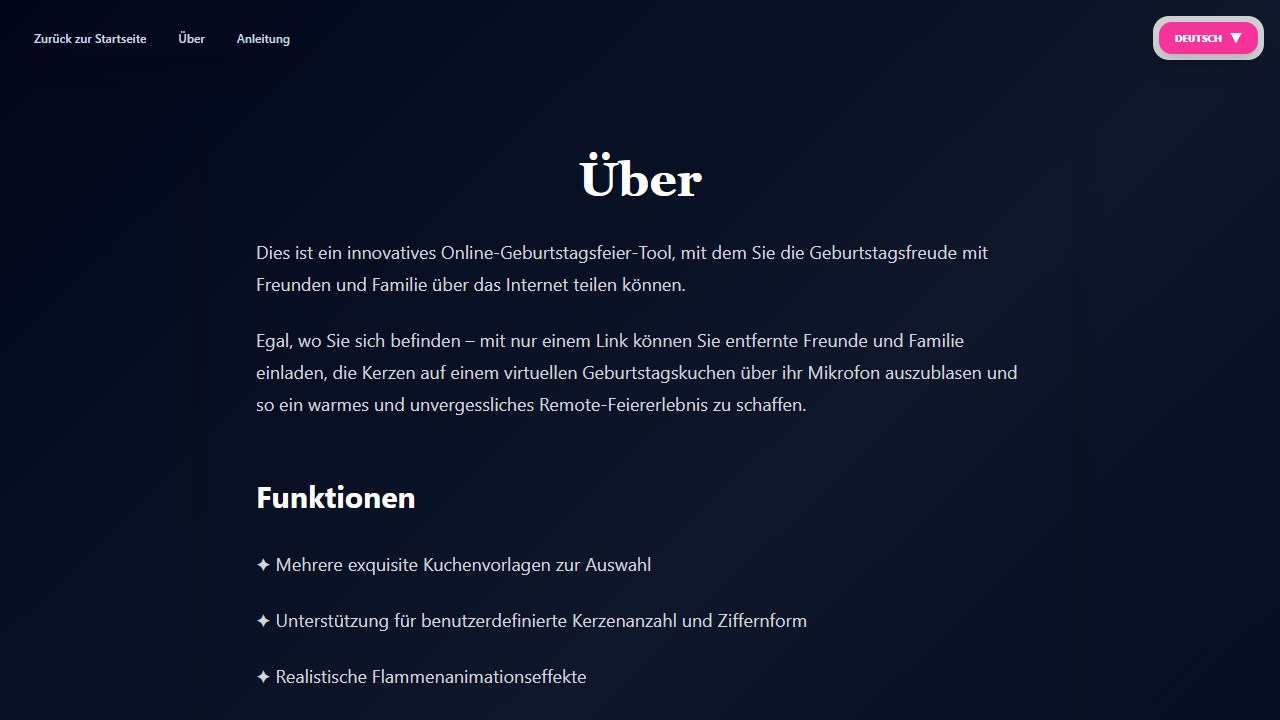 Zurück zur Startseite
Über
Anleitung
DEUTSCH ▼
Über
Dies ist ein innovatives Online-Geburtstagsfeier-Tool, mit dem Sie die Geburtstagsfreude mit
Freunden und Familie über das Internet teilen können.
Egal, wo Sie sich befinden – mit nur einem Link können Sie entfernte Freunde und Familie
einladen, die Kerzen auf einem virtuellen Geburtstagskuchen über ihr Mikrofon auszublasen und
so ein warmes und unvergessliches Remote-Feiererlebnis zu schaffen.
Funktionen
✦ Mehrere exquisite Kuchenvorlagen zur Auswahl
✦ Unterstützung für benutzerdefinierte Kerzenanzahl und Ziffernform
✦ Realistische Flammenanimationseffekte